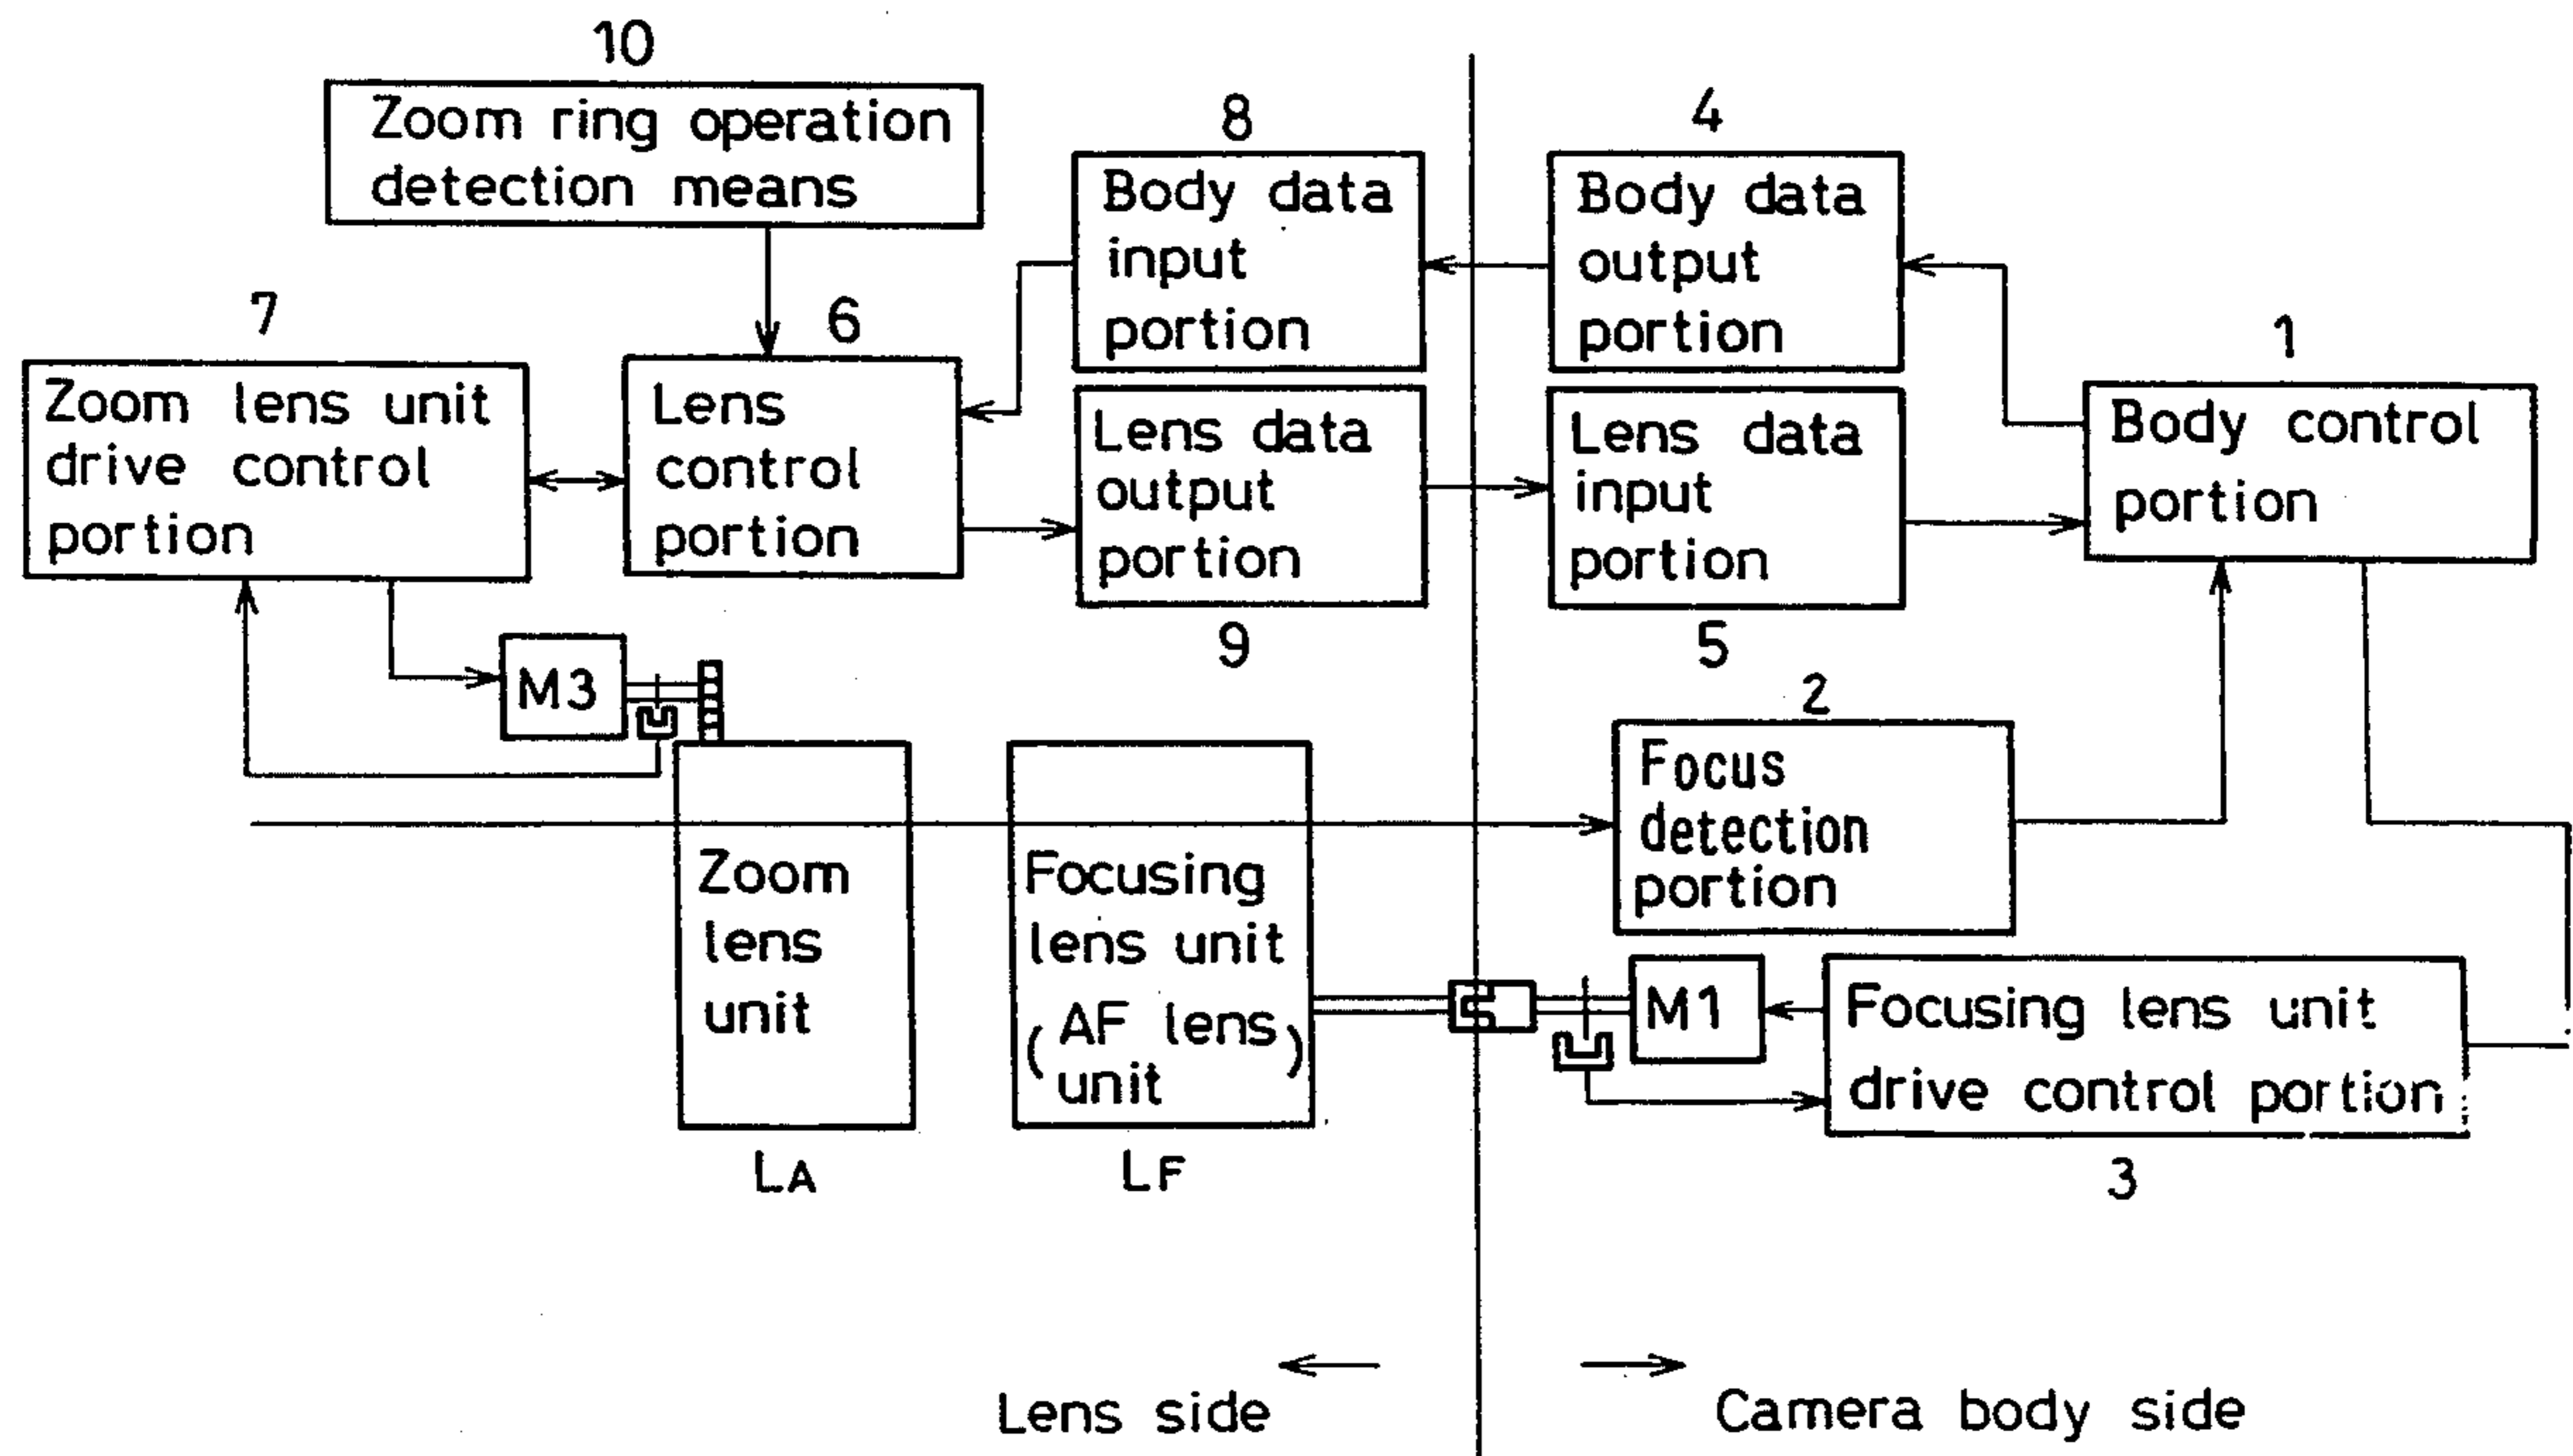 10
Zoom ring operation
detection means
8
Body data
input
portion
4
Body data
output
portion
7
Zoom lens unit
drive control
portion
6
Lens
control
portion
Lens data
output
portion
9
Lens data
input
portion
5
1
Body control
portion
M3
2
Focus
detection
portion
Zoom
lens
unit
LA
Focusing
lens unit
(AF lens)
unit
LF
M1
Focusing lens unit
drive control portion
3
Lens side
Camera body side